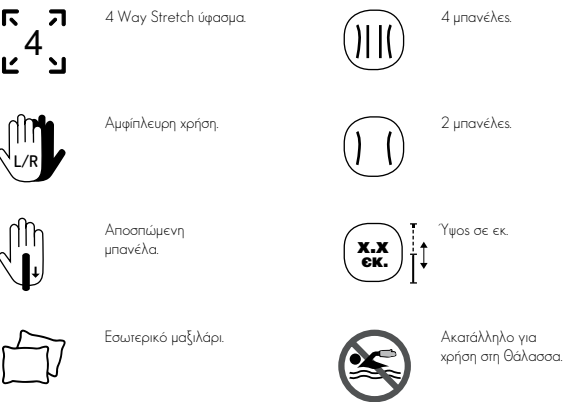 4
4 Way Stretch ύφασμα.
4 μπανέλες.
L/R
Αμφίπλευρη χρήση.
2 μπανέλες.
Αποσπώμενη
μπανέλα.
x.x
εκ.
Ύψος σε εκ.
Εσωτερικό μαξιλάρι.
Ακατάλληλο για
χρήση στη θάλασσα.